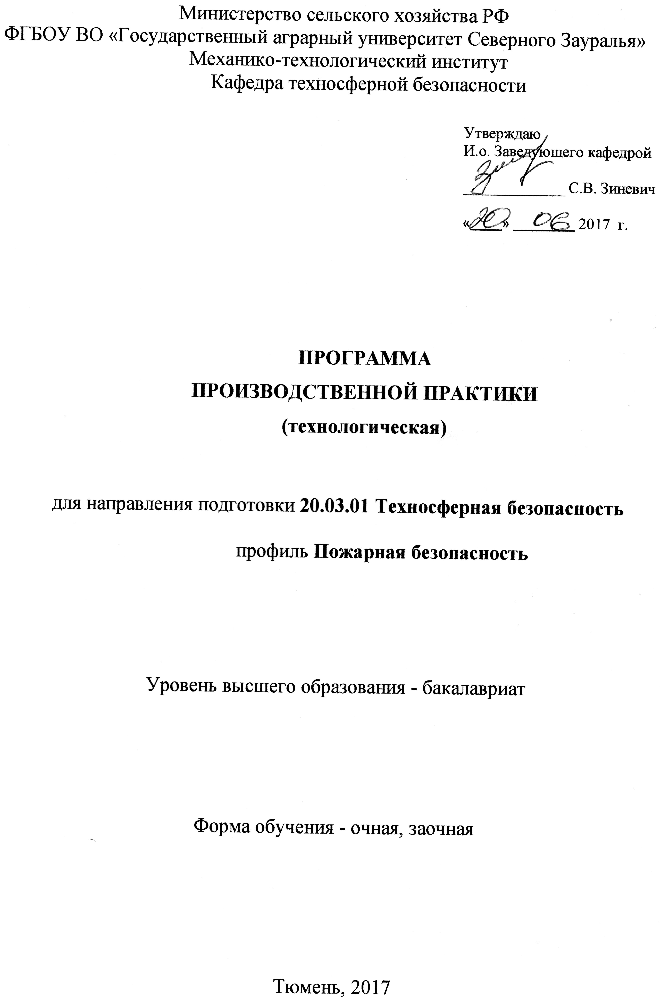 Министерство сельского хозяйства РФ
ФГБОУ ВО «Государственный аграрный университет Северного Зауралья»
Механико-технологический институт
Кафедра техносферной безопасности
Утверждаю
И.о. Заведующего кафедрой
С.В. Зиневич
«20» 06 2017 г.
ПРОГРАММА
ПРОИЗВОДСТВЕННОЙ ПРАКТИКИ
(технологическая)
для направления подготовки 20.03.01 Техносферная безопасность
профиль Пожарная безопасность
Уровень высшего образования - бакалавриат
Форма обучения - очная, заочная
Тюмень, 2017